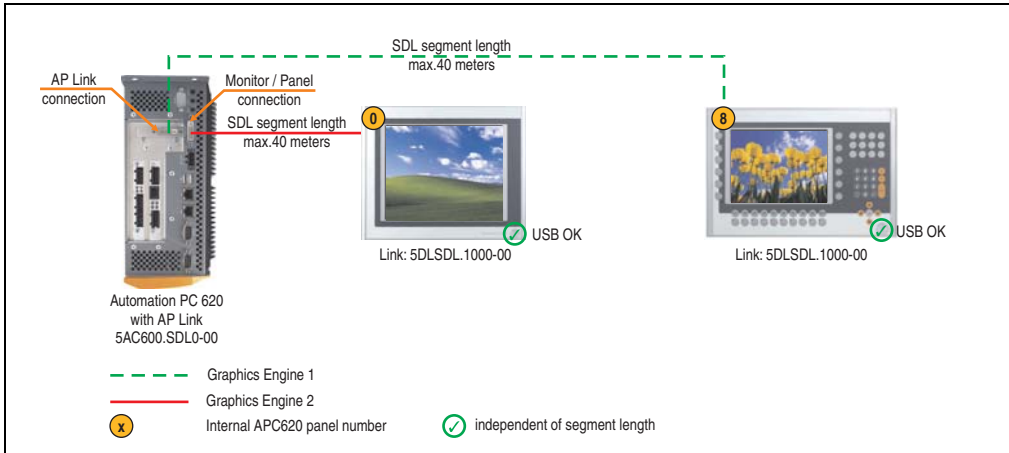 SDL segment length
max.40 meters
AP Link
connection
Monitor / Panel
connection
SDL segment length
max.40 meters
0
8
USB OK
USB OK
Link: 5DLSDL.1000-00
Link: 5DLSDL.1000-00
Automation PC 620
with AP Link
5AC600.SDL0-00
Graphics Engine 1
Graphics Engine 2
x
Internal APC620 panel number
independent of segment length